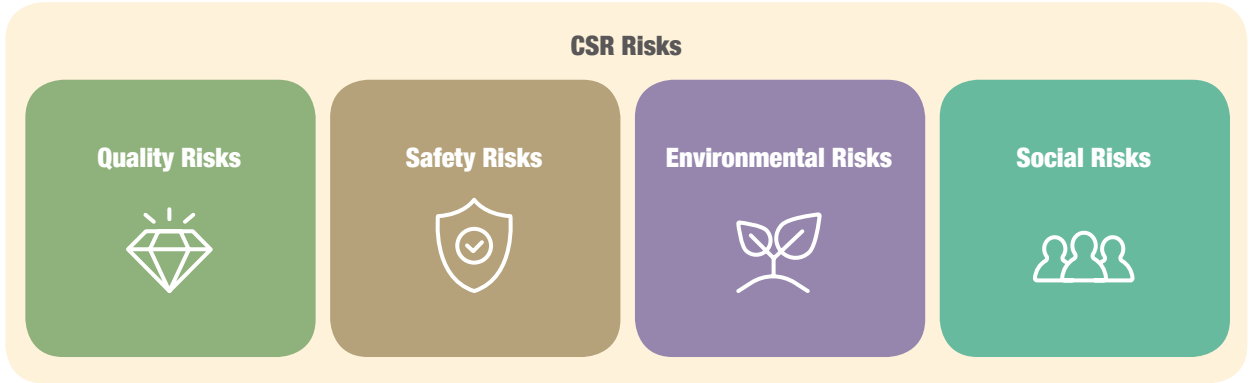 CSR Risks
Quality Risks
Safety Risks
Environmental Risks
Social Risks